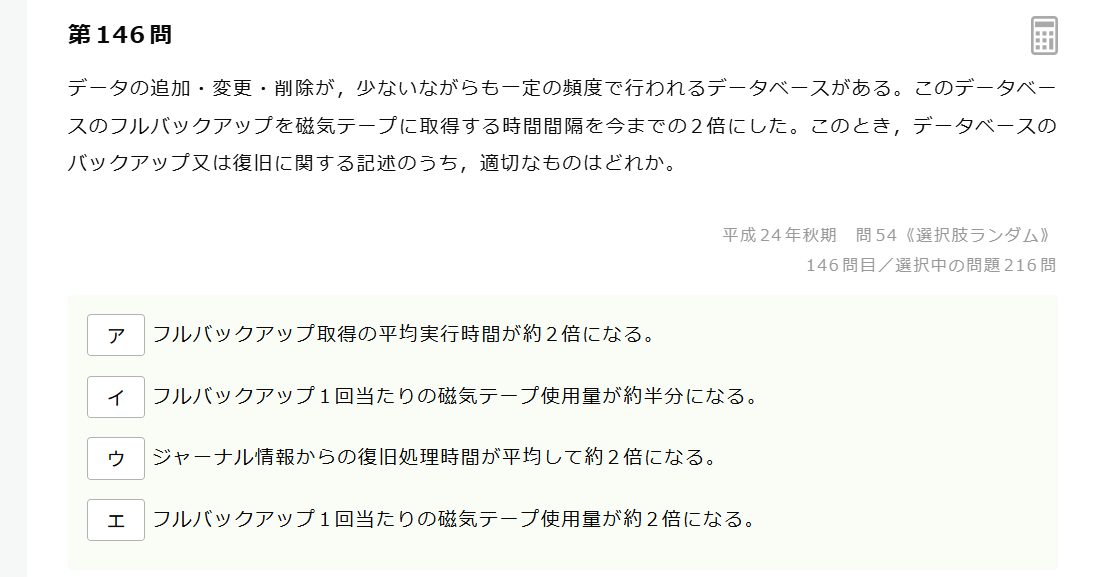 第146問
データの追加・変更・削除が，少ないながらも一定の頻度で行われるデータベースがある。このデータベー
スのフルバックアップを磁気テープに取得する時間間隔を今までの２倍にした。このとき，データベースの
バックアップ又は復旧に関する記述のうち，適切なものはどれか。
平成24年秋期　問54《選択肢ランダム》
146問目／選択中の問題216問
ア フルバックアップ取得の平均実行時間が約２倍になる。
イ フルバックアップ１回当たりの磁気テープ使用量が約半分になる。
ウ ジャーナル情報からの復旧処理時間が平均して約２倍になる。
エ フルバックアップ１回当たりの磁気テープ使用量が約２倍になる。